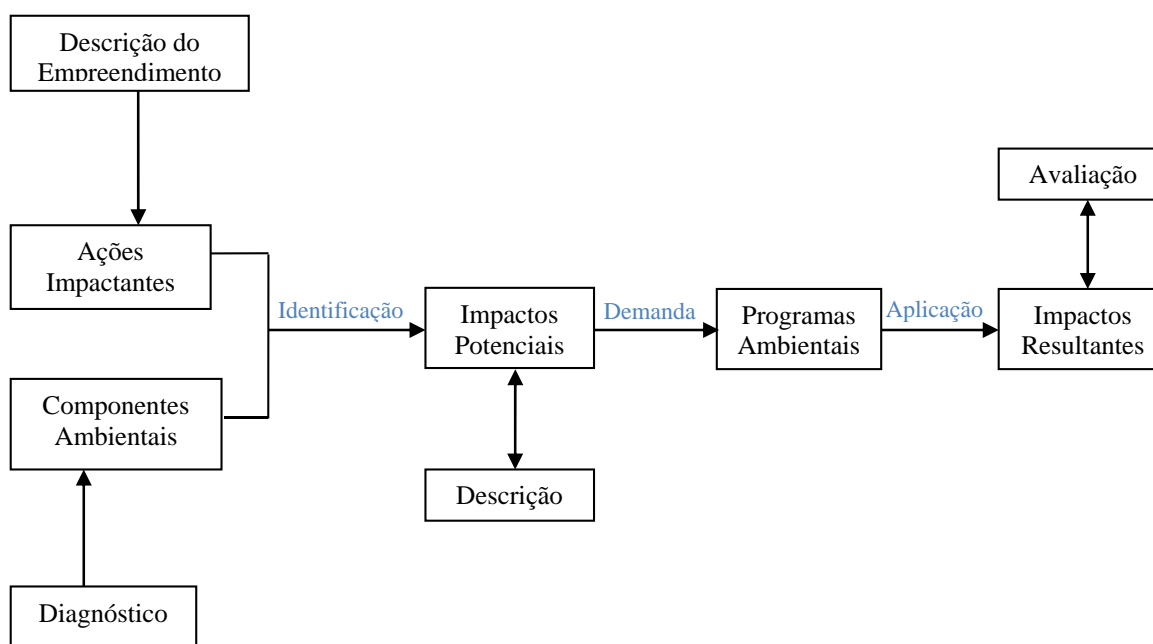 Descrição do
Empreendimento
Avaliação
Ações
Impactantes
Identificação
Impactos
Potenciais
Demanda
Programas
Ambientais
Aplicação
Impactos
Resultantes
Componentes
Ambientais
Descrição
Diagnóstico